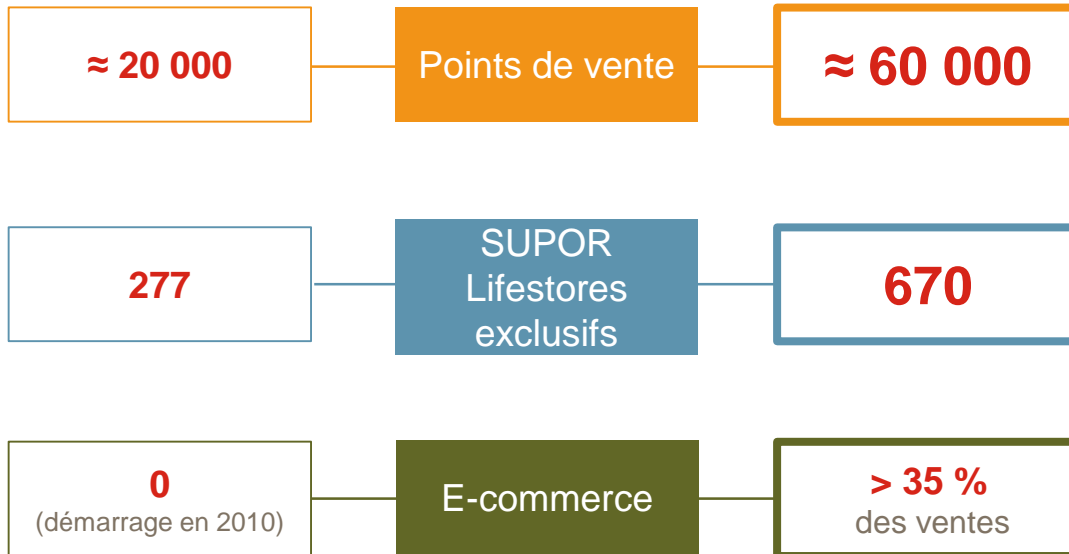 ≈ 20 000
Points de vente
≈ 60 000
277
SUPOR
Lifestores
exclusifs
670
0
(démarrage en 2010)
E-commerce
> 35 %
des ventes